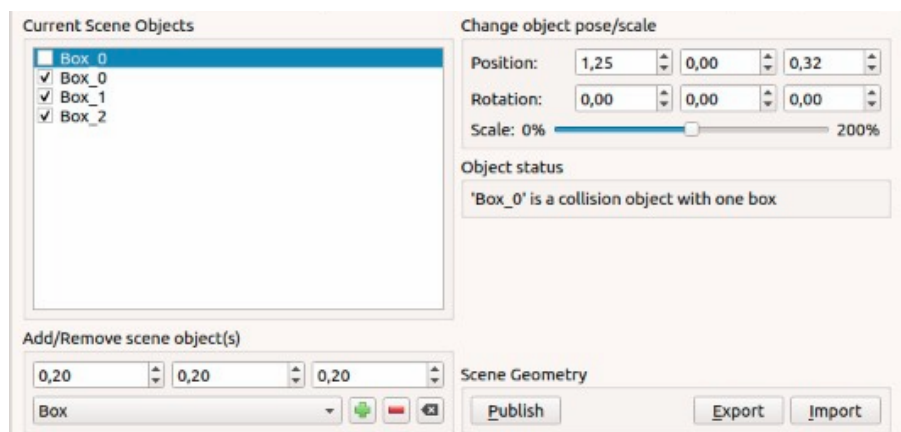 Current Scene Objects
Box_0
Box_0
Box_1
Box_2
Add/Remove scene object(s)
0,20 0,20 0,20
Box
Change object pose/scale
Position: 1,25 0,00 0,32
Rotation: 0,00 0,00 0,00
Scale: 0% 200%
Object status
'Box_0' is a collision object with one box
Scene Geometry
Publish Export Import